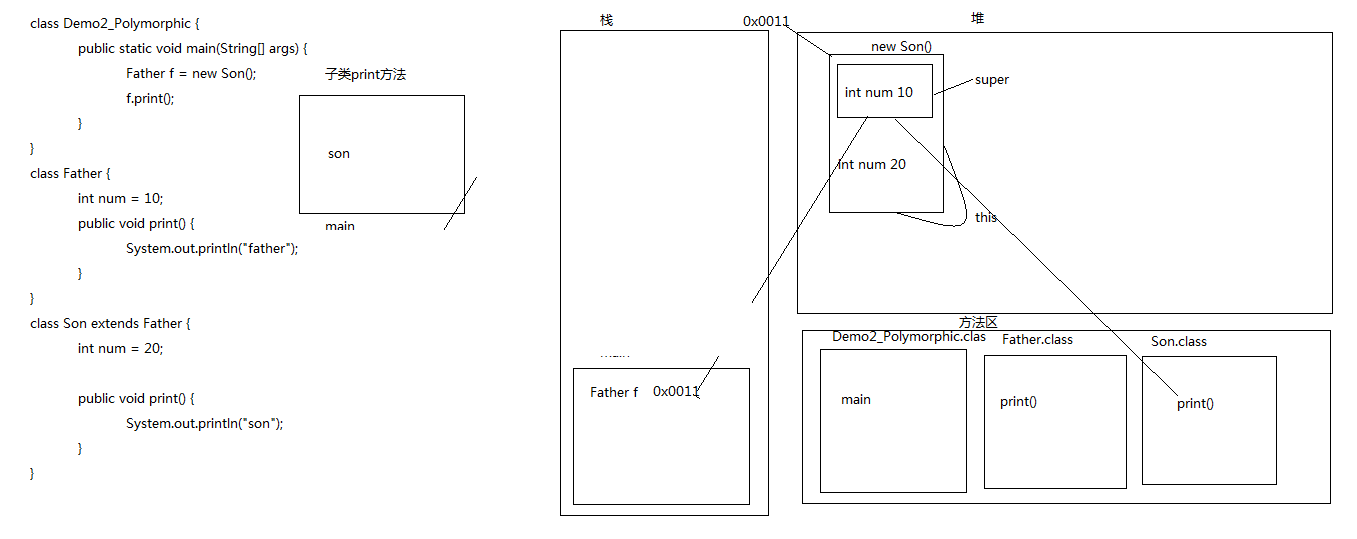 class Demo2_Polymorphic {
public static void main(String[] args) {
Father f = new Son();
f.print();
}
}
class Father {
int num = 10;
public void print() {
System.out.println("father");
}
}
class Son extends Father {
int num = 20;
public void print() {
System.out.println("son");
}
}
子类print方法
son
main
栈
main
Father f 0x0011
0x0011
堆
new Son()
int num 10
super
int num 20
this
方法区
Demo2_Polymorphic.clas
main
Father.class
print()
Son.class
print()